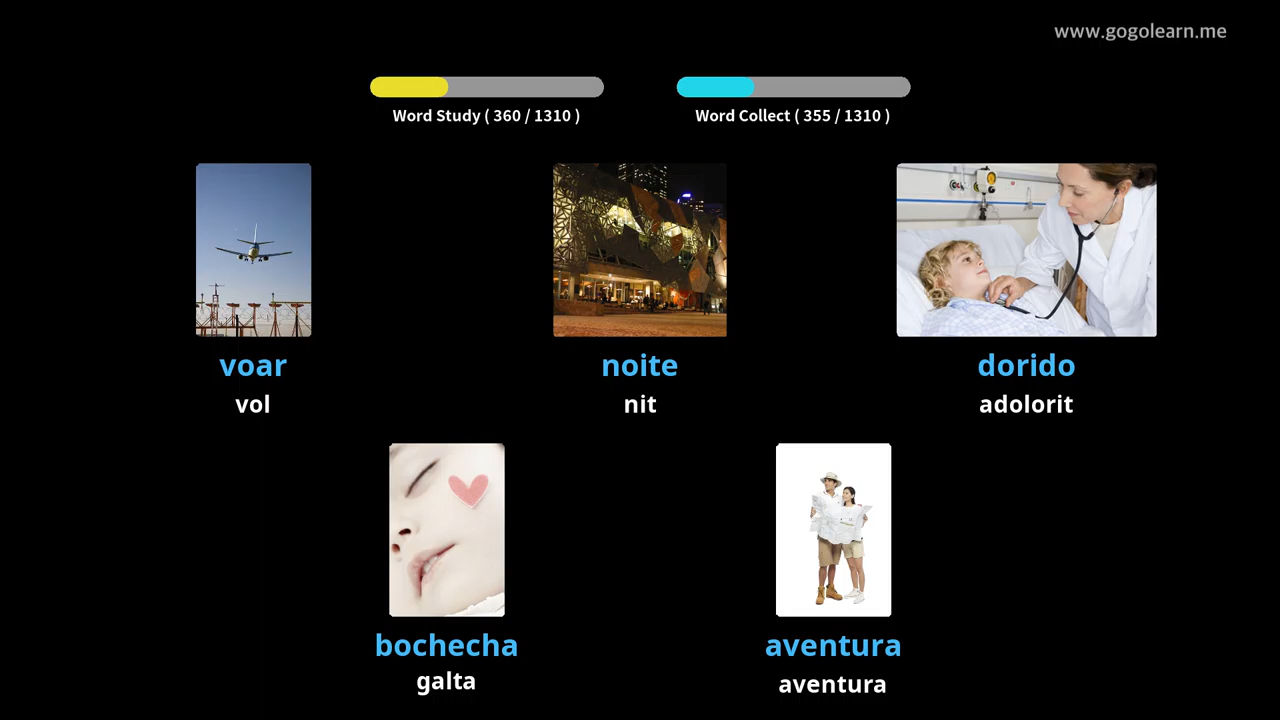 www.gogolearn.me
Word Study ( 360 / 1310 )
Word Collect ( 355 / 1310 )
voar
vol
noite
nit
dorido
adolorit
bochecha
galta
aventura
aventura